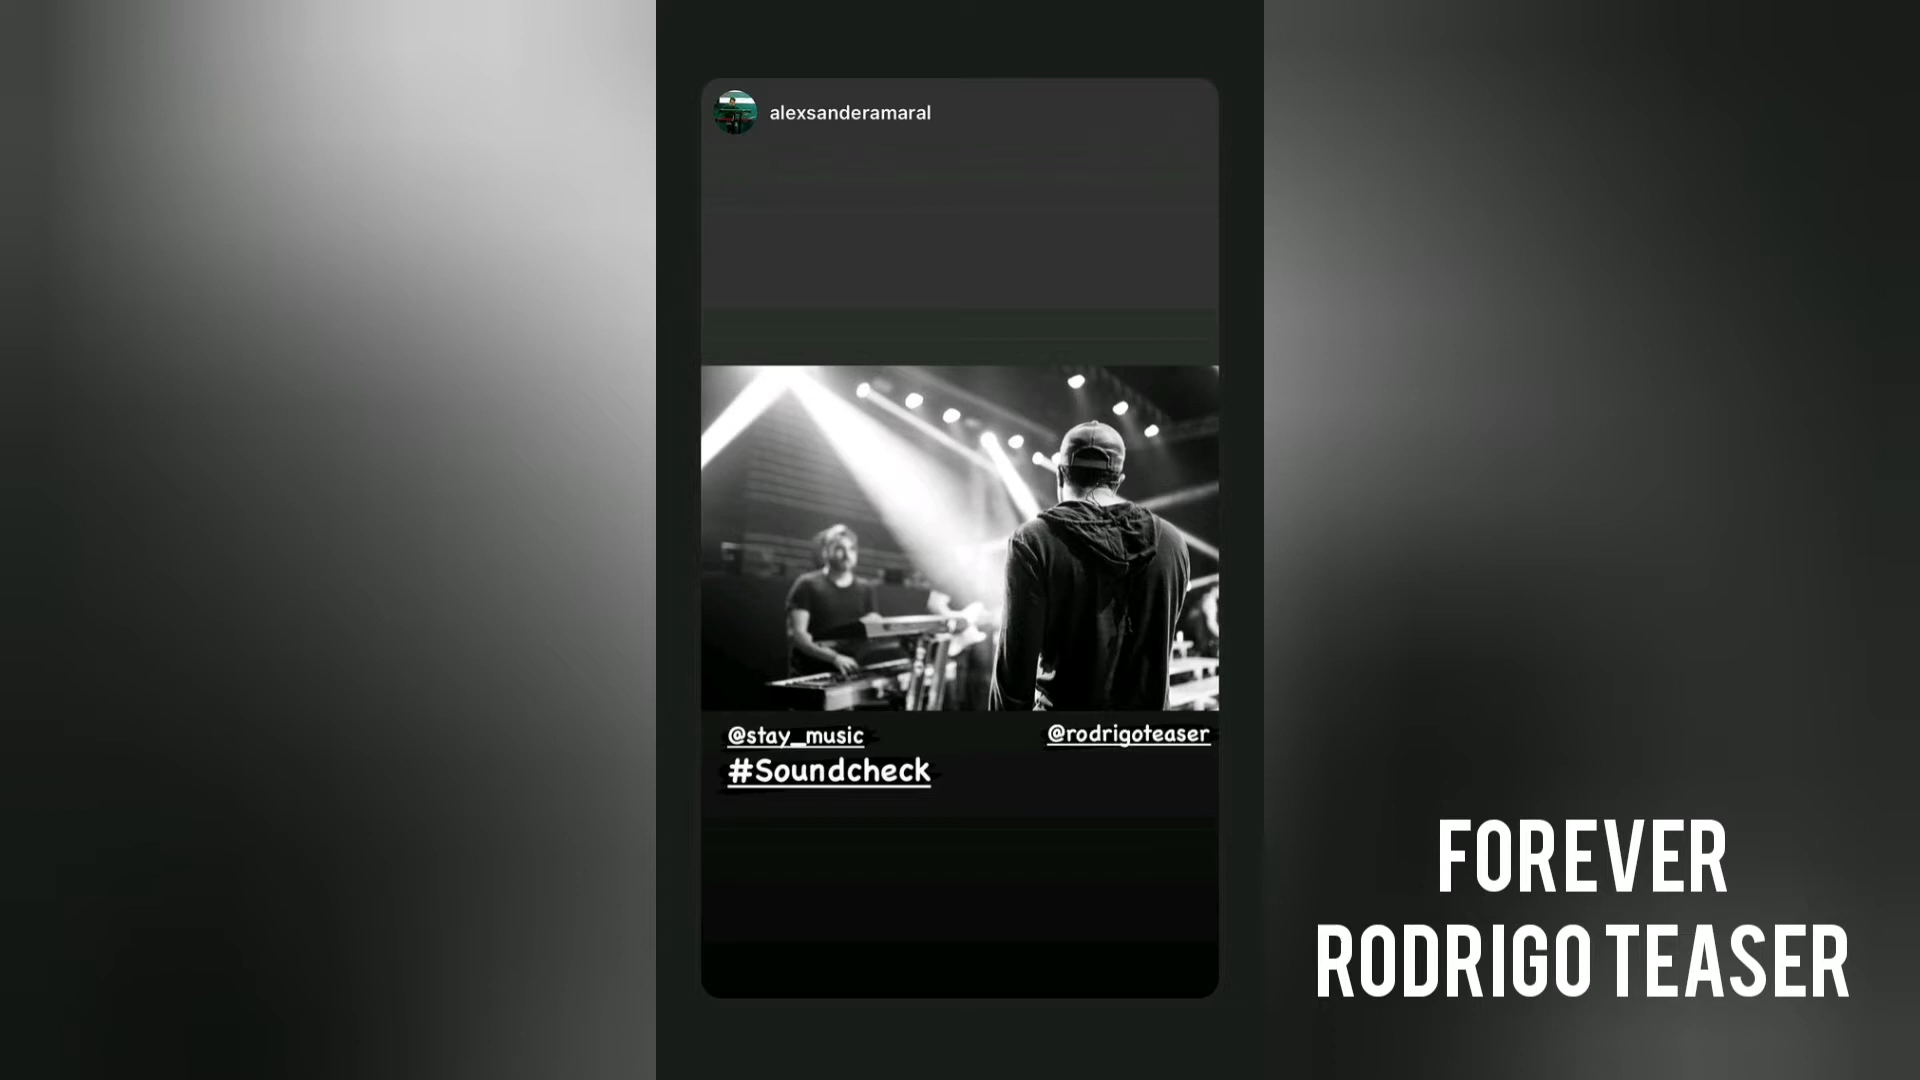 alexsanderamaral
@stay_music
@rodrigoteaser
#Soundcheck
FOREVER
RODRIGO TEASER